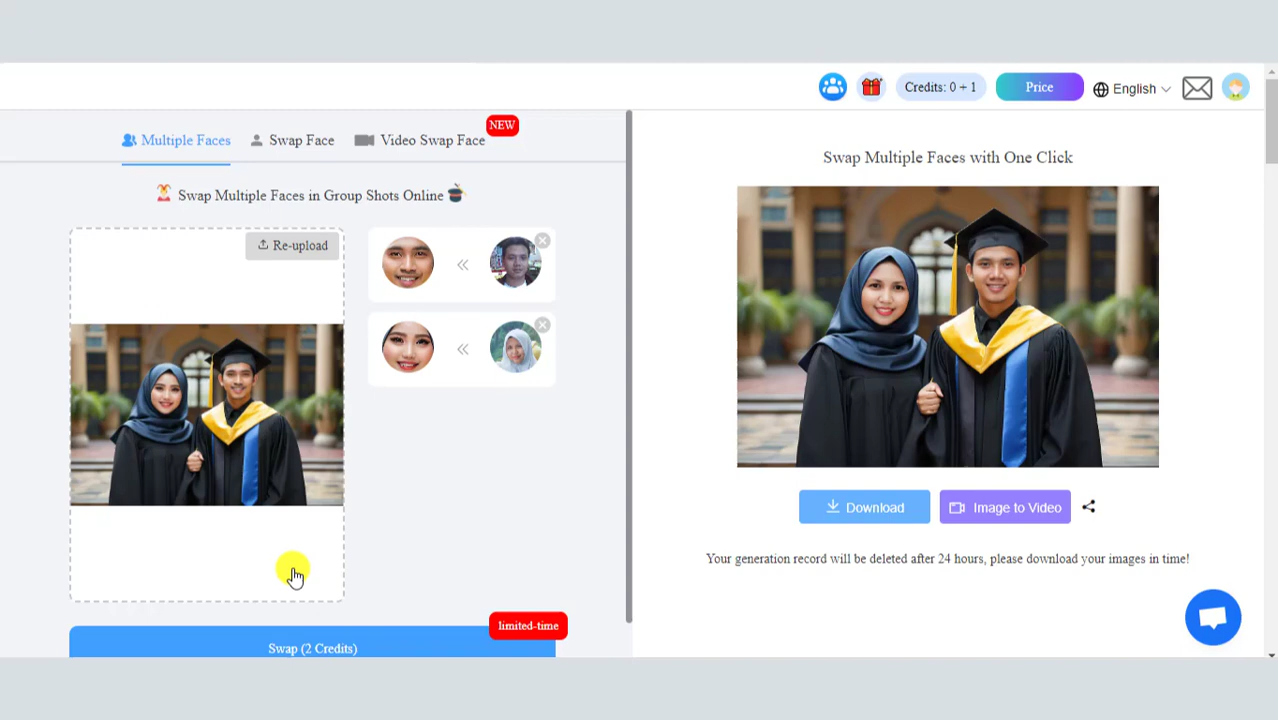 Credits: 0 + 1
Price
English
Multiple Faces
Swap Face
Video Swap Face
NEW
Swap Multiple Faces in Group Shots Online
Re-upload
limited-time
Swap (2 Credits)
Swap Multiple Faces with One Click
Download
Image to Video
Your generation record will be deleted after 24 hours, please download your images in time!